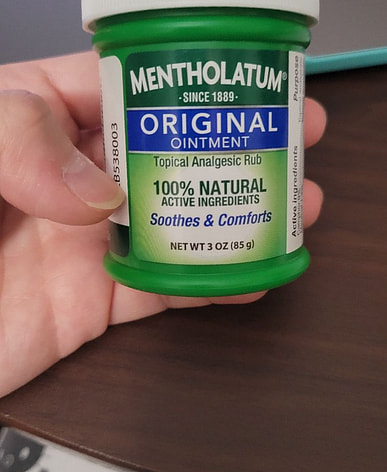 MENTHOLATUM®
-SINCE 1889-
ORIGINAL
OINTMENT
Topical Analgesic Rub
100% NATURAL
ACTIVE INGREDIENTS
Soothes & Comforts
NET WT 3 OZ (85 g)
Purpose
Active ingredients